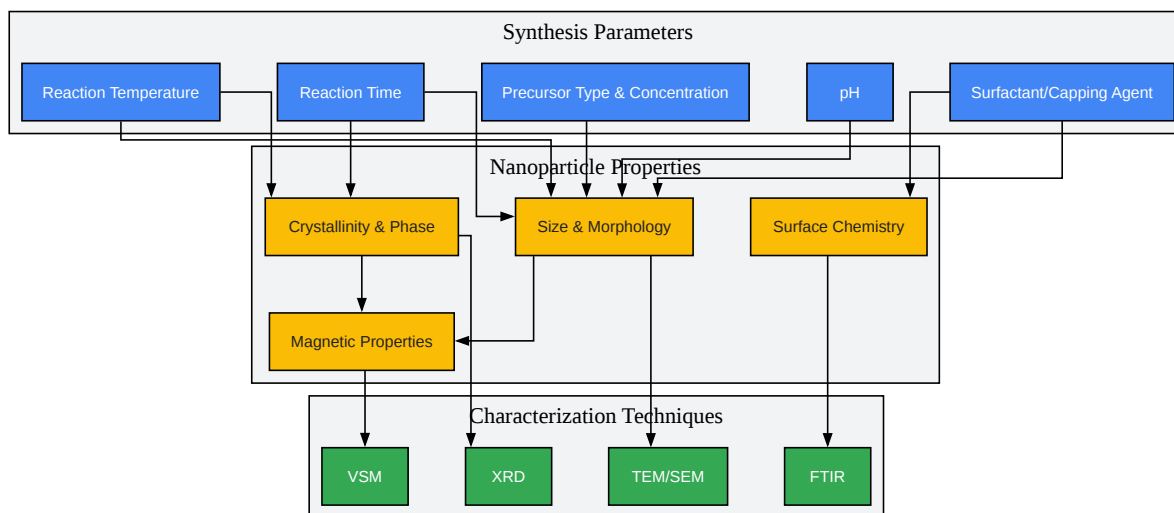 Synthesis Parameters
Reaction Temperature
Reaction Time
Precursor Type & Concentration
pH
Surfactant/Capping Agent
Nanoparticle Properties
Crystallinity & Phase
Size & Morphology
Surface Chemistry
Magnetic Properties
Characterization Techniques
VSM
XRD
TEM/SEM
FTIR